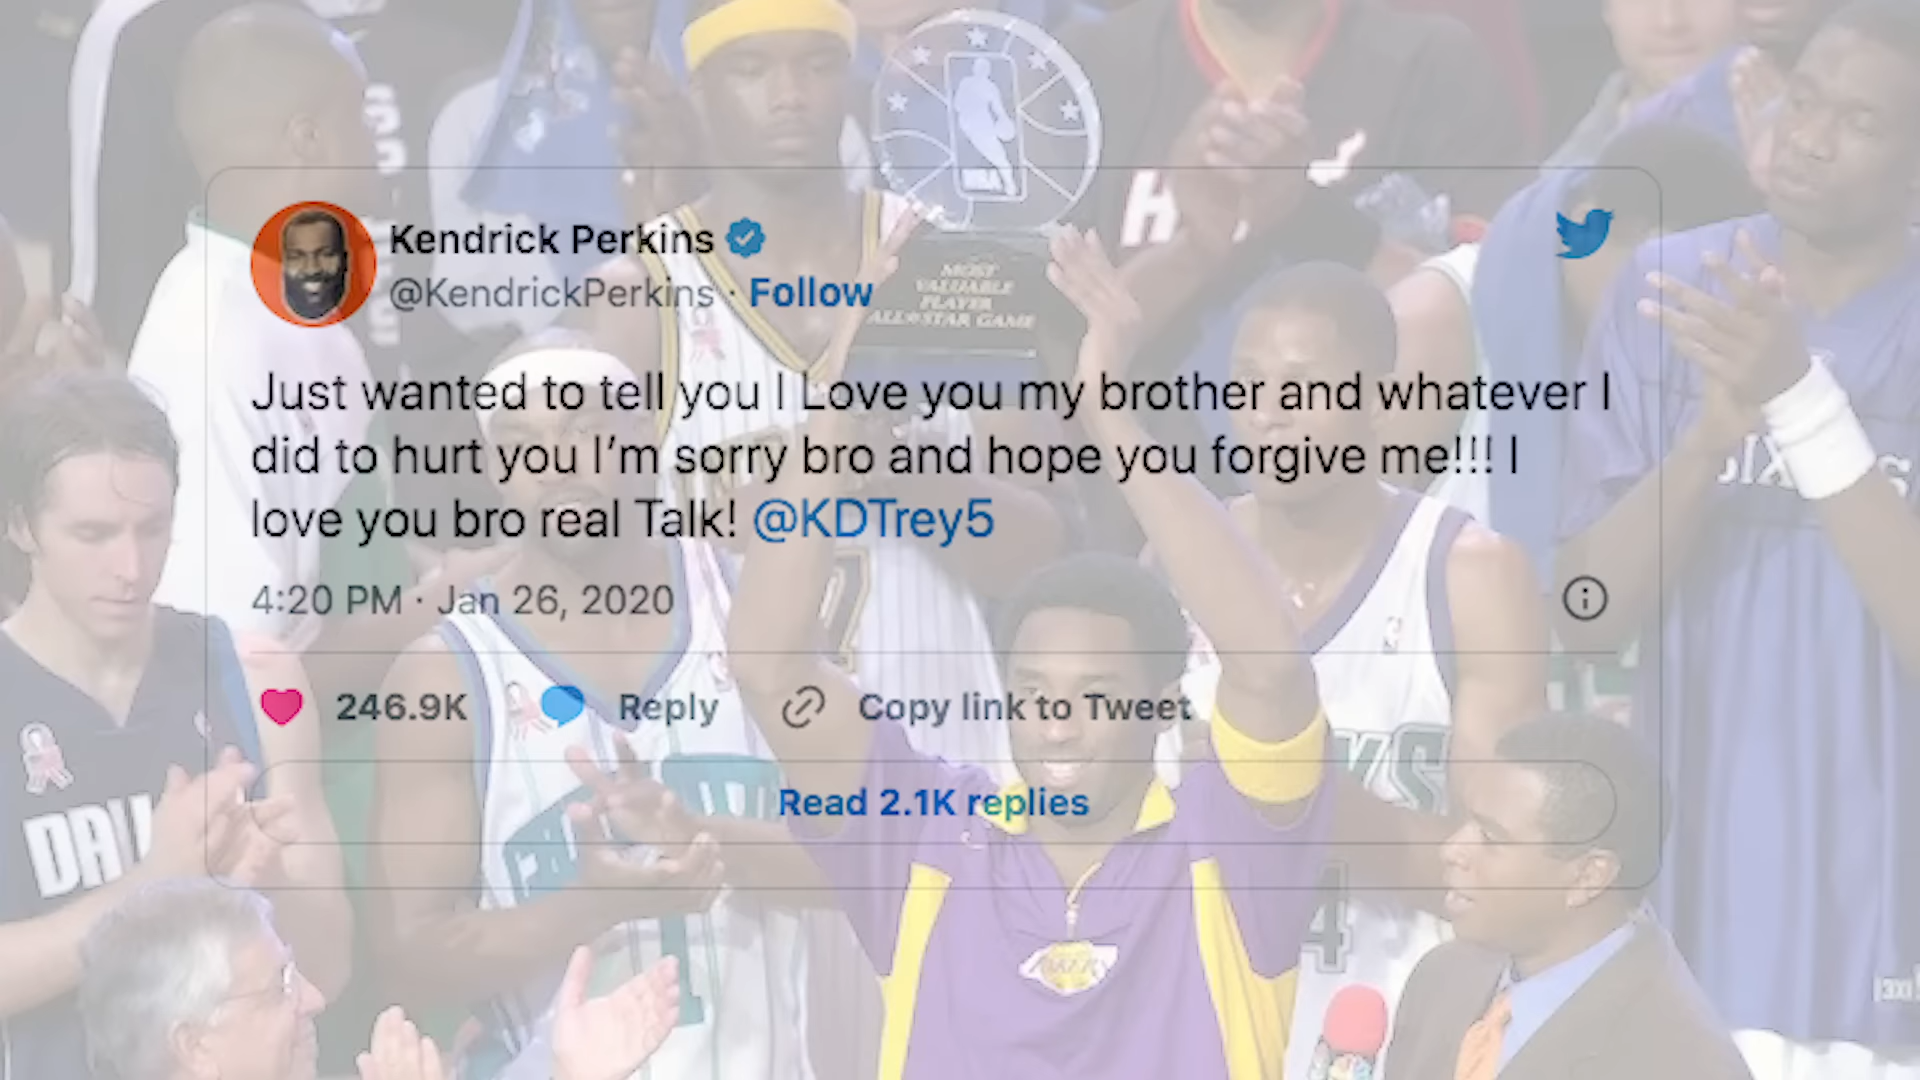 Kendrick Perkins
@KendrickPerkins · Follow
Just wanted to tell you I Love you my brother and whatever I
did to hurt you I’m sorry bro and hope you forgive me!!! I
love you bro real Talk! @KDTrey5
4:20 PM · Jan 26, 2020
246.9K Reply Copy link to Tweet
Read 2.1K replies
MOST
VALUABLE
PLAYER
ALL★STAR GAME
NBA
LAKERS